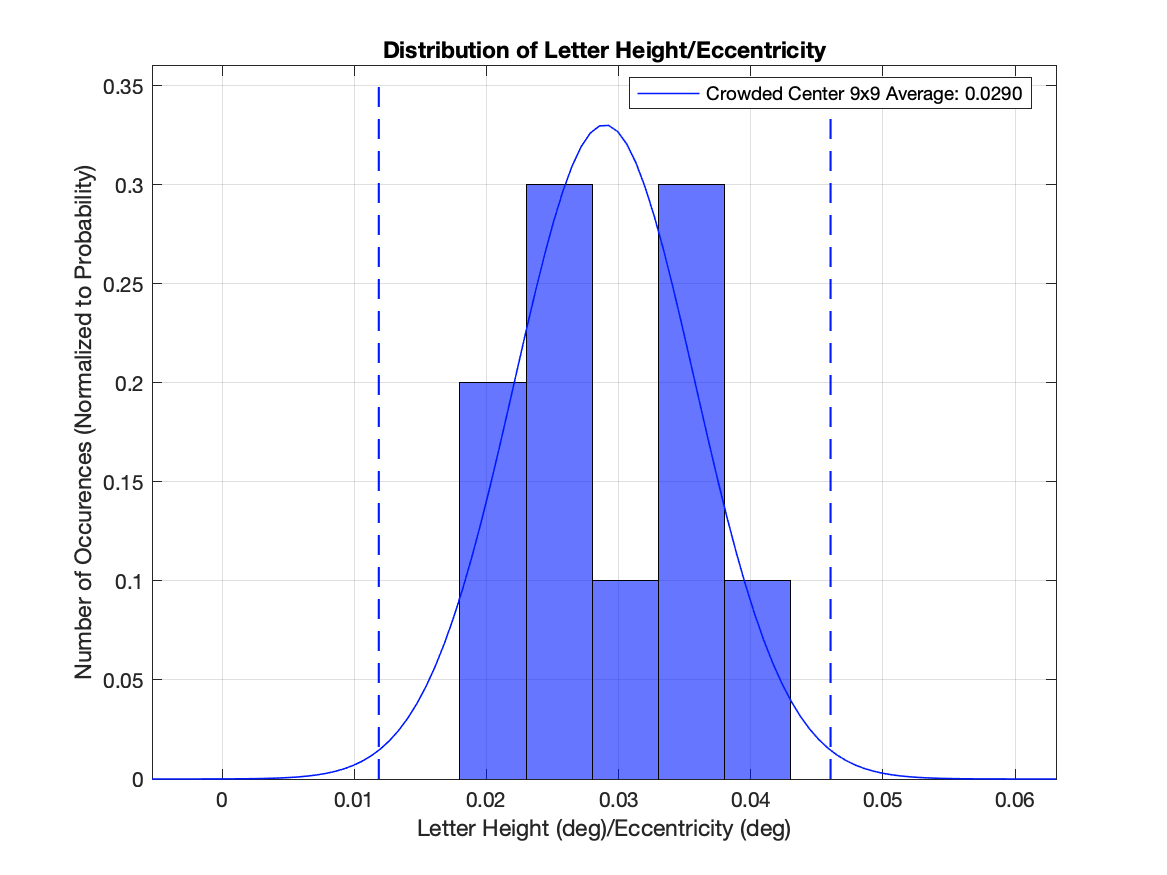 Distribution of Letter Height/Eccentricity
Crowded Center 9x9 Average: 0.0290
Number of Occurences (Normalized to Probability)
0.35
0.3
0.25
0.2
0.15
0.1
0.05
0
0 0.01 0.02 0.03 0.04 0.05 0.06
Letter Height (deg)/Eccentricity (deg)